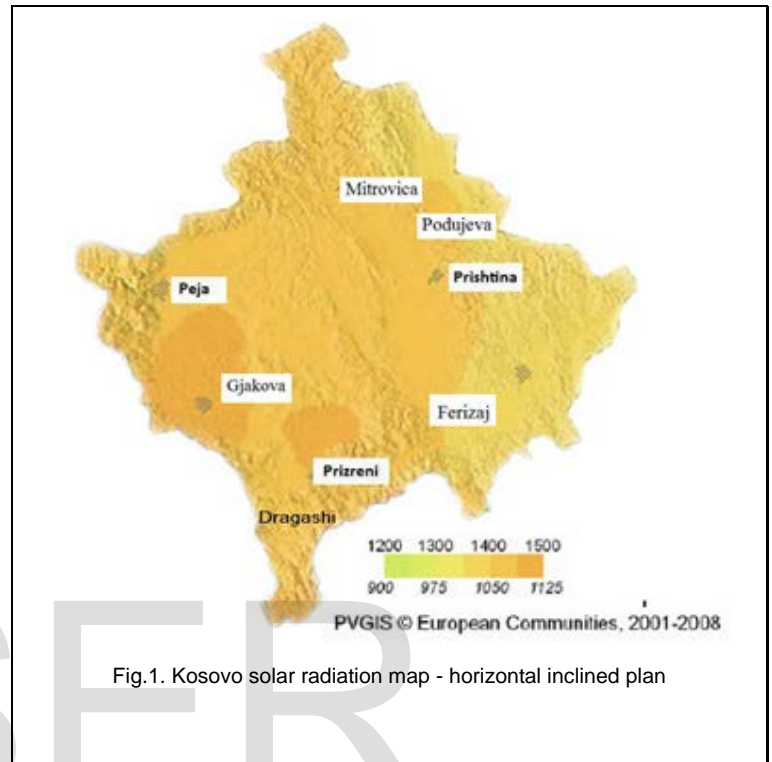 Mitrovica
Podujeva
Peja
Prishtina
Gjakova
Ferizaj
Prizreni
Dragashi
1200 1300 1400 1500
900 975 1050 1125
PVGIS © European Communities, 2001-2008
Fig.1. Kosovo solar radiation map - horizontal inclined plan
SER